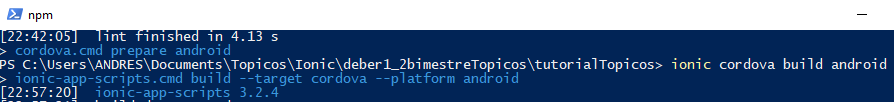 npm
[22:42:05]  lint finished in 4.13 s
> cordova.cmd prepare android
PS C:\Users\ANDRES\Documents\Topicos\Ionic\deber1_2bimestreTopicos\tutorialTopicos> ionic cordova build android
> ionic-app-scripts.cmd build --target cordova --platform android
[22:57:20]  ionic-app-scripts 3.2.4